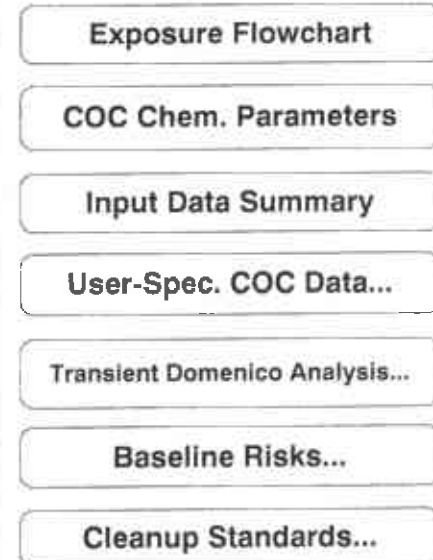 Exposure Flowchart
COC Chem. Parameters
Input Data Summary
User-Spec. COC Data...
Transient Domenico Analysis...
Baseline Risks...
Cleanup Standards...